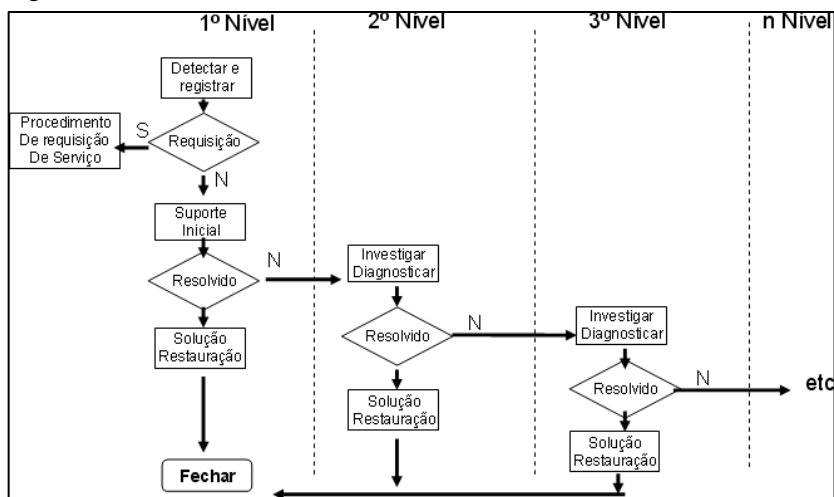 1º Nível
2º Nível
3º Nível
n Nível
Detectar e
registrar
Procedimento
De requisição
De Serviço
S
Requisição
N
Suporte
Inicial
Resolvido
N
Investigar
Diagnosticar
Solução
Restauração
Resolvido
N
Investigar
Diagnosticar
Solução
Restauração
Resolvido
N
etc
Solução
Restauração
Fechar